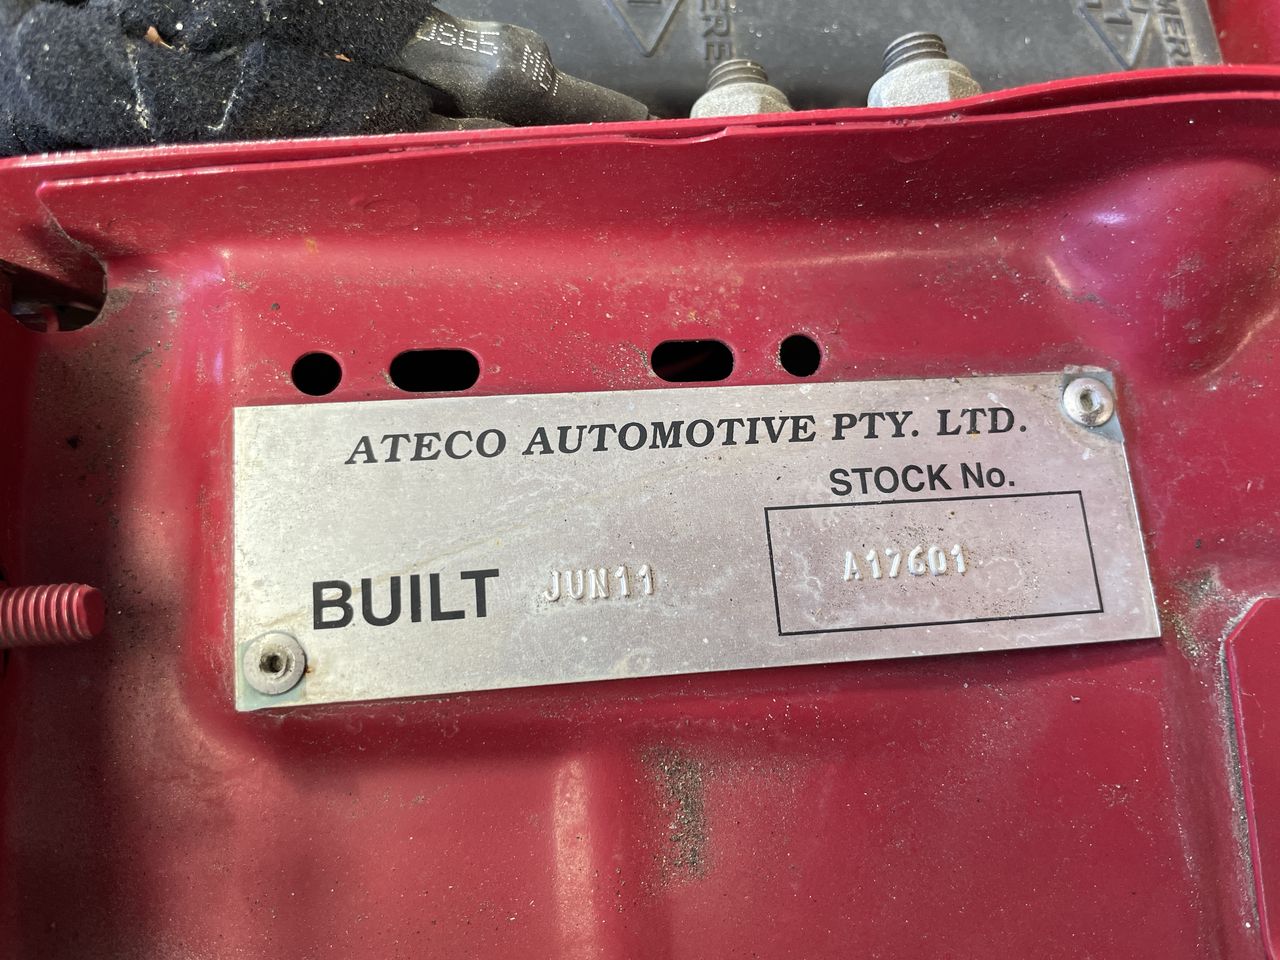 ATECO AUTOMOTIVE PTY. LTD.
STOCK No.
BUILT JUN11
A17601